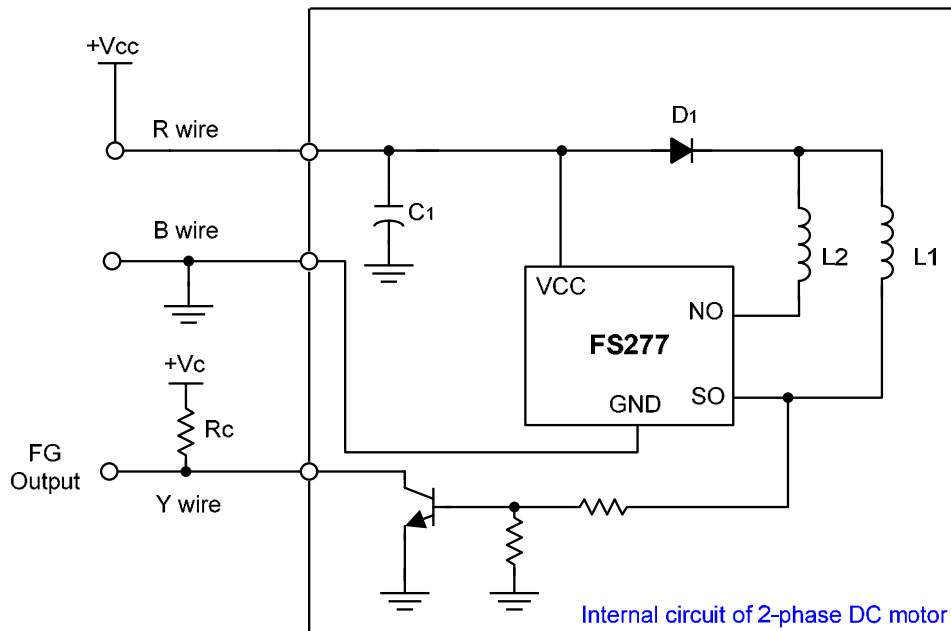 +Vcc
R wire
D1
C1
B wire
L2
L1
VCC
NO
FS277
+Vc
SO
GND
Rc
FG
Output
Y wire
Internal circuit of 2-phase DC motor